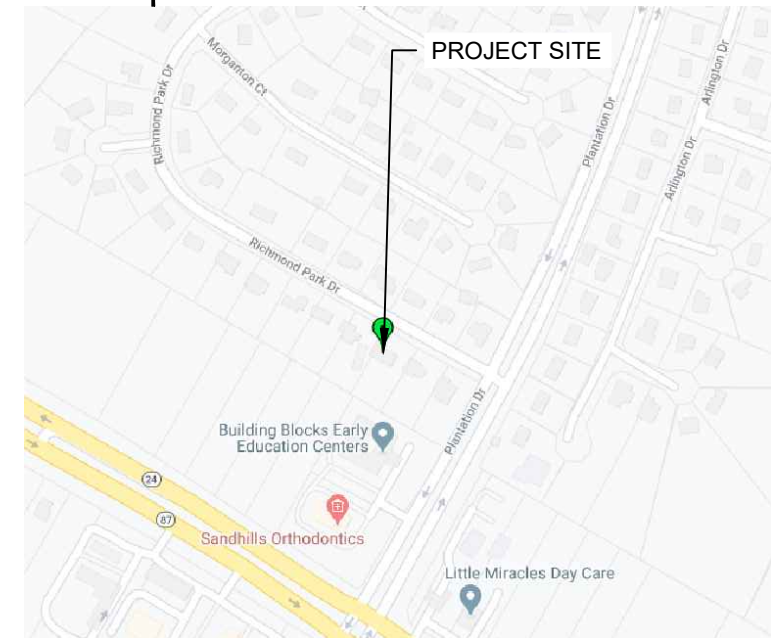 PROJECT SITE
Morganton Ct
Richmond Park Dr
Plantation Dr
Arlington Dr
Arlington Dr
Richmond Park Dr
Plantation Dr
Building Blocks Early
Education Centers
24
87
Sandhills Orthodontics
Little Miracles Day Care